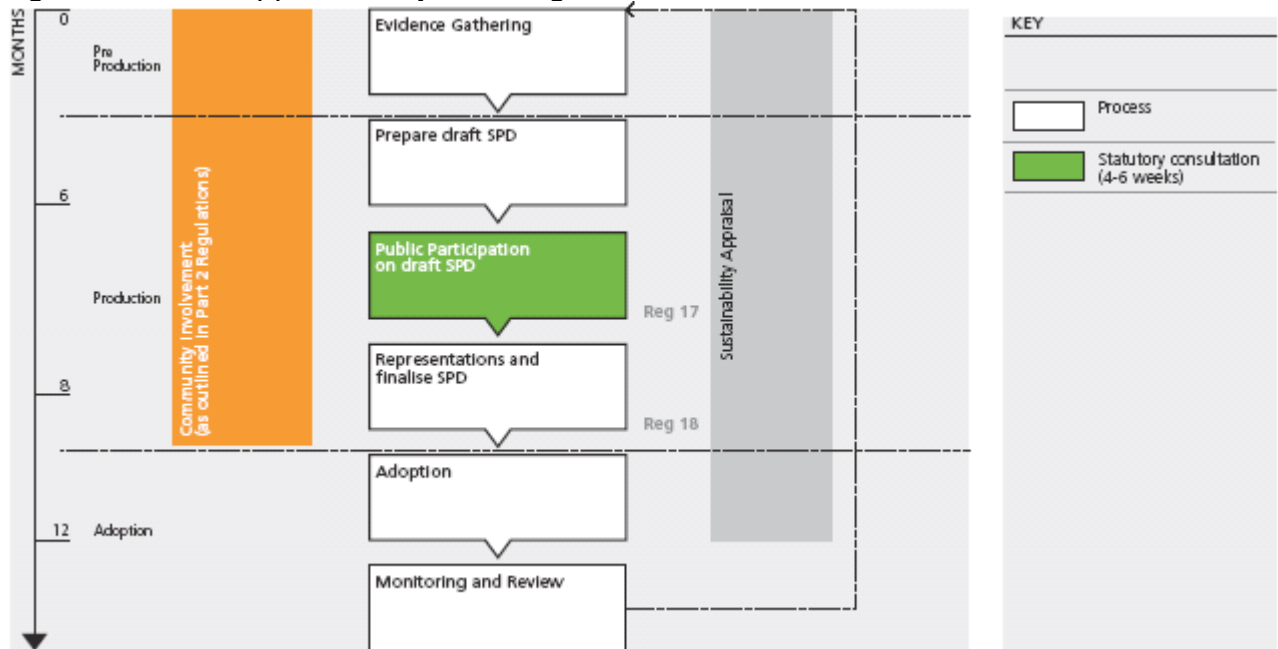 MONTHS
0
Pre
Production
6
Production
8
12
Adoption
Community Involvement
(as outlined in Part 2 Regulations)
Evidence Gathering
Prepare draft SPD
Public Participation
on draft SPD
Reg 17
Representations and
finalise SPD
Reg 18
Adoption
Monitoring and Review
Sustainability Appraisal
KEY
Process
Statutory consultation
(4-6 weeks)